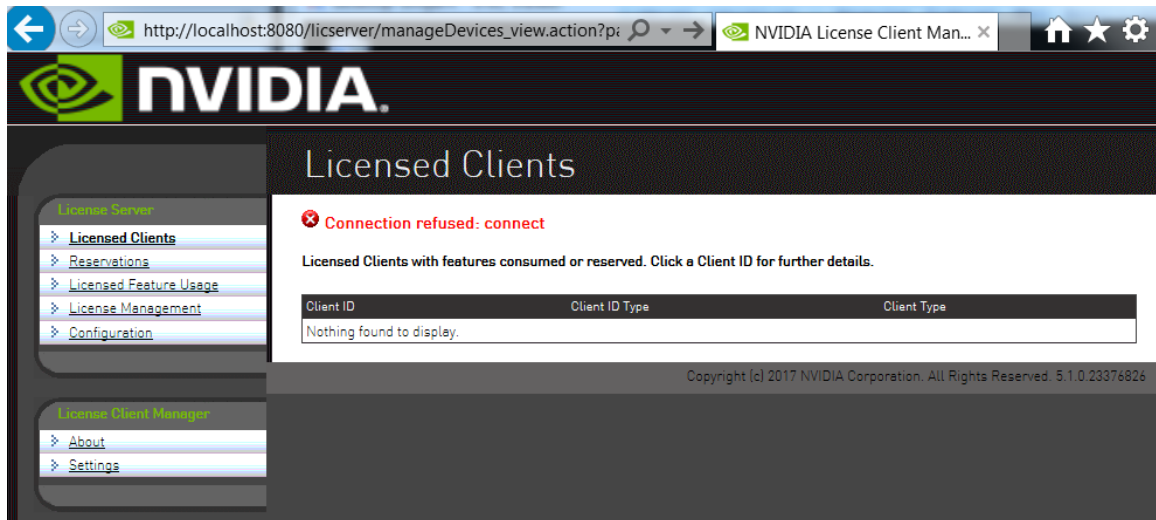 http://localhost:8080/licserver/manageDevices_view.action?pa
NVIDIA License Client Man...
NVIDIA.
Licensed Clients
License Server
Licensed Clients
Reservations
Licensed Feature Usage
License Management
Configuration
Connection refused: connect
Licensed Clients with features consumed or reserved. Click a Client ID for further details.
Client ID Client ID Type Client Type
Nothing found to display.
Copyright (c) 2017 NVIDIA Corporation. All Rights Reserved. 5.1.0.23376826
License Client Manager
About
Settings